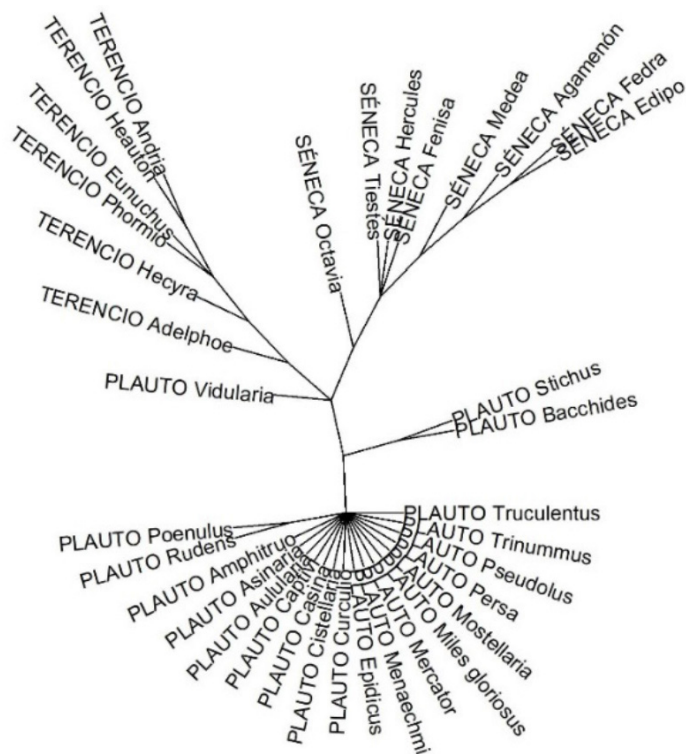 TERENCIO Andria
TERENCIO Heauton
TERENCIO Eunuchus
TERENCIO Phormio
TERENCIO Hecyra
TERENCIO Adelphoe
PLAUTO Vidularia
SÉNECA Octavia
SÉNECA Tiestes
SÉNECA Hercules
SÉNECA Fenisa
SÉNECA Medea
SÉNECA Agamenón
SÉNECA Fedra
SÉNECA Edipo
PLAUTO Stichus
PLAUTO Bacchides
PLAUTO Truculentus
PLAUTO Trinummus
PLAUTO Pseudolus
PLAUTO Persa
PLAUTO Mostellaria
PLAUTO Miles gloriosus
PLAUTO Mercator
PLAUTO Menaechmi
PLAUTO Epidicus
PLAUTO Curculio
PLAUTO Cistellaria
PLAUTO Casina
PLAUTO Captivi
PLAUTO Aulularia
PLAUTO Asinaria
PLAUTO Amphitruo
PLAUTO Rudens
PLAUTO Poenulus